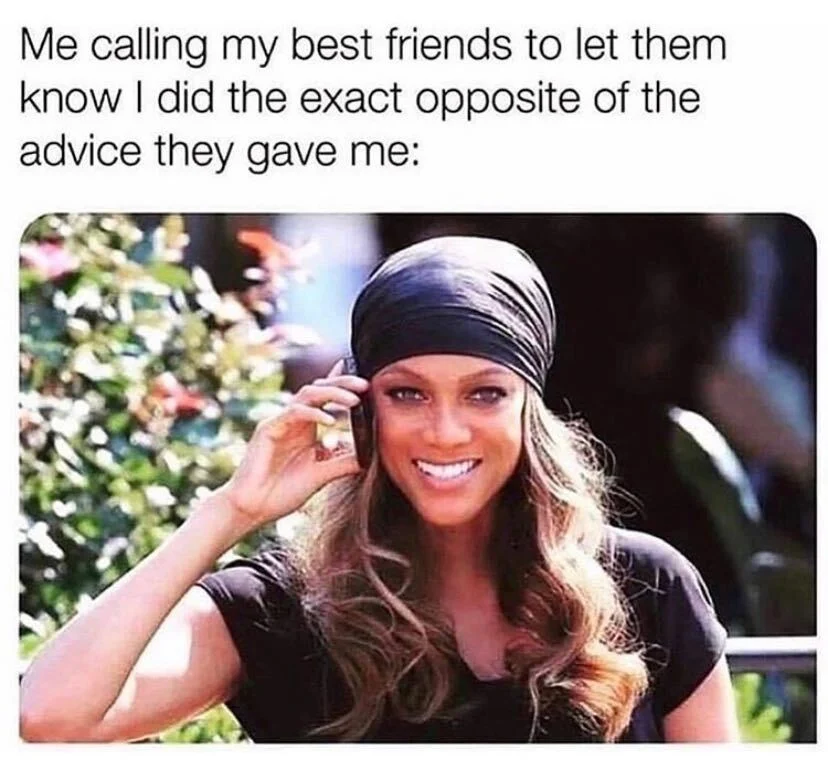 Me calling my best friends to let them
know I did the exact opposite of the
advice they gave me: